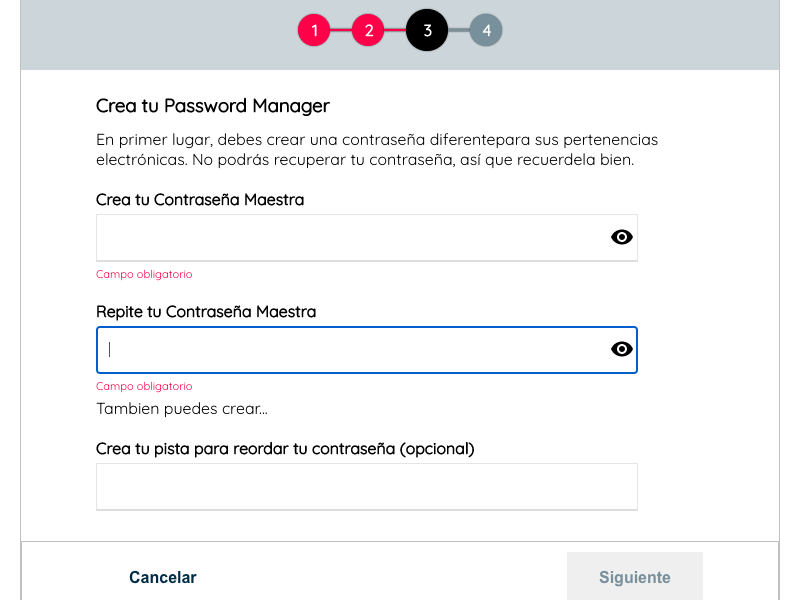 1 2 3 4
Crea tu Password Manager
En primer lugar, debes crear una contraseña diferentepara sus pertenencias
electrónicas. No podrás recuperar tu contraseña, así que recuerdela bien.
Crea tu Contraseña Maestra
Campo obligatorio
Repite tu Contraseña Maestra
Campo obligatorio
Tambien puedes crear...
Crea tu pista para reordar tu contraseña (opcional)
Cancelar Siguiente